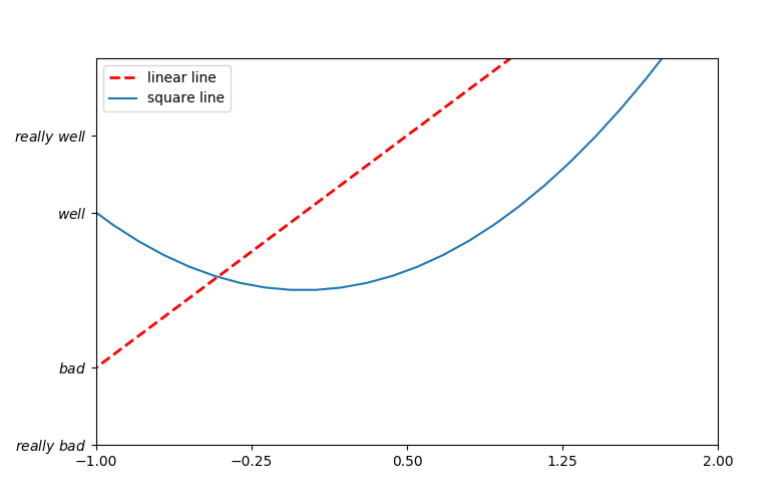 linear line
square line
really well
well
bad
really bad
−1.00 −0.25 0.50 1.25 2.00